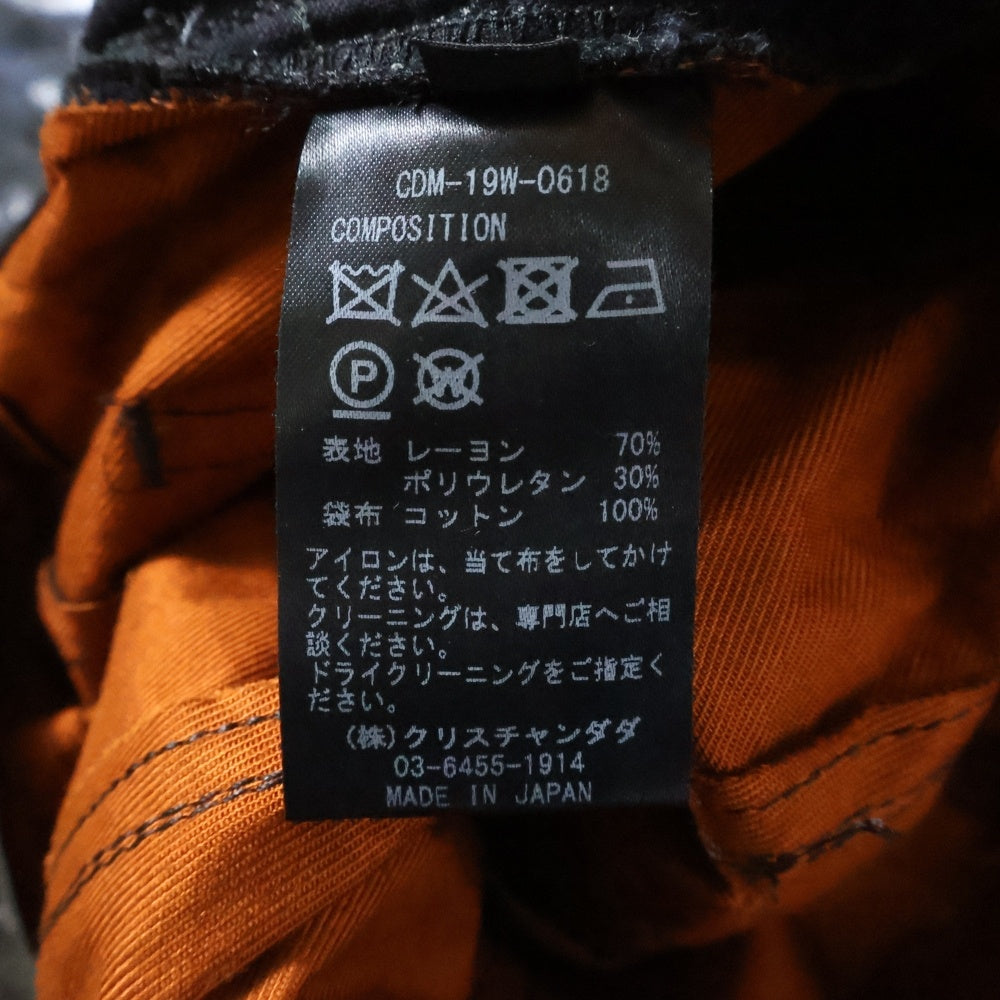 CDM-19W-0618
COMPOSITION
P
W
表地 レーヨン 70%
ポリウレタン 30%
袋布 コットン 100%
アイロンは、当て布をしてかけ
てください。
クリーニングは、専門店へご相
談ください。
ドライクリーニングをご指定く
ださい。
(株)クリスチャンダダ
03-6455-1914
MADE IN JAPAN